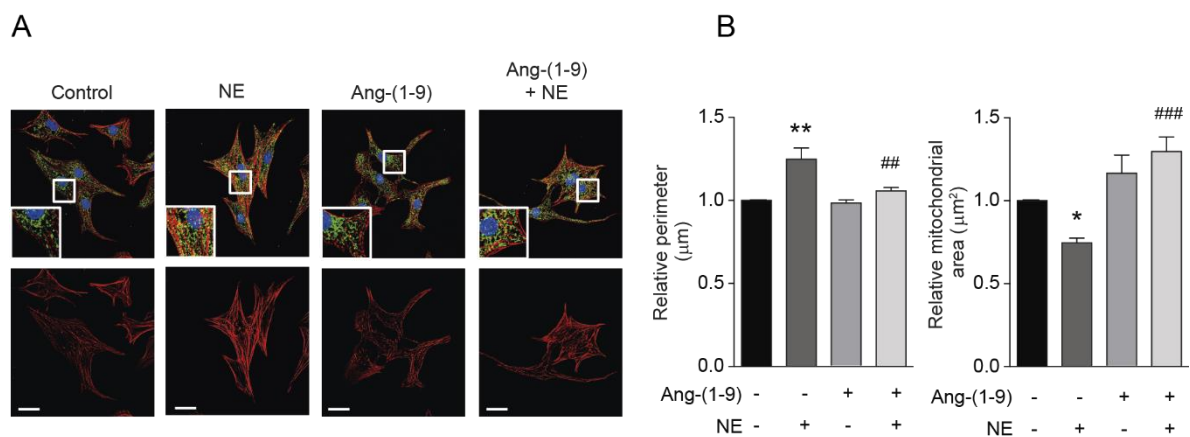 A
Control
NE
Ang-(1-9)
Ang-(1-9)
+ NE
B
Relative perimeter
(μm)
1.5
1.0
0.5
0.0
**
##
Ang-(1-9) - - + +
NE - + - +
Relative mitochondrial
area (μm²)
1.5
1.0
0.5
0.0
*
###
Ang-(1-9) - - + +
NE - + - +